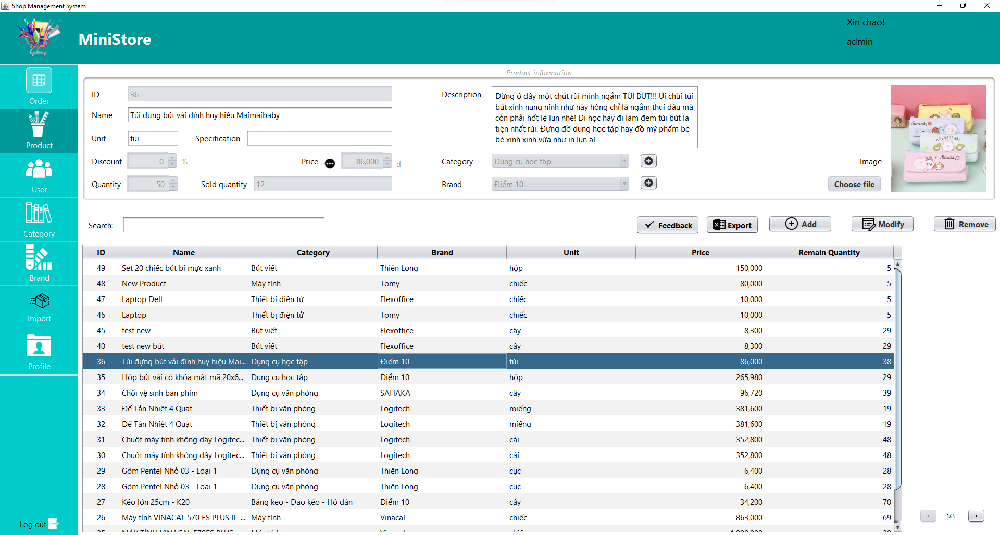 Shop Management System
MiniStore
Xin chào!
admin
Order
Product
User
Category
Brand
Import
Profile
Log out
Product information
ID 36
Name Túi đựng bút vải đính huy hiệu Maimaibaby
Unit túi Specification
Discount 0 % Price 86,000 đ
Quantity 50 Sold quantity 12
Description
Dừng ở đây một chút rùi mình ngắm TÚI BÚT!!! Ui chùi túi
bút xinh nung ninh như này hông chỉ là ngắm thui đâu mà
còn phải hốt lẹ lun nhé! Đi học hay đi làm đem túi bút là
tiện nhất rùi. Đựng đồ dùng học tập hay đồ mỹ phẩm be
bé xinh xinh vừa như in lun ạ!
Category Dụng cụ học tập
Brand Điểm 10
Image
Choose file
MAIMAIBABY
Search:
Feedback Export Add Modify Remove
ID Name Category Brand Unit Price Remain Quantity
49 Set 20 chiếc bút bi mực xanh Bút viết Thiên Long hộp 150,000 5
48 New Product Máy tính Tomy chiếc 80,000 5
47 Laptop Dell Thiết bị điện tử Flexoffice chiếc 10,000 5
46 Laptop Thiết bị điện tử Tomy chiếc 10,000 5
45 test new Bút viết Flexoffice cây 8,300 29
40 test new bút Bút viết Flexoffice cây 8,300 29
36 Túi đựng bút vải đính huy hiệu Mai... Dụng cụ học tập Điểm 10 túi 86,000 38
35 Hộp bút vải có khóa mật mã 20x6... Dụng cụ học tập Điểm 10 hộp 265,980 29
34 Chổi vệ sinh bàn phím Dụng cụ văn phòng SAHAKA cây 96,720 39
33 Đế Tản Nhiệt 4 Quạt Thiết bị văn phòng Logitech miếng 381,600 19
32 Đế Tản Nhiệt 4 Quạt Thiết bị văn phòng Logitech miếng 381,600 19
31 Chuột máy tính không dây Logitec... Thiết bị văn phòng Logitech cái 352,800 48
30 Chuột máy tính không dây Logitec... Thiết bị văn phòng Logitech cái 352,800 48
29 Gôm Pentel Nhỏ 03 - Loại 1 Dụng cụ văn phòng Thiên Long cục 6,400 28
28 Gôm Pentel Nhỏ 03 - Loại 1 Dụng cụ văn phòng Thiên Long cục 6,400 28
27 Kéo lớn 25cm - K20 Băng keo - Dao kéo - Hồ dán Điểm 10 cây 34,200 70
26 Máy tính VINACAL 570 ES PLUS II -... Máy tính Vinacal chiếc 863,000 69
< 1/3 >